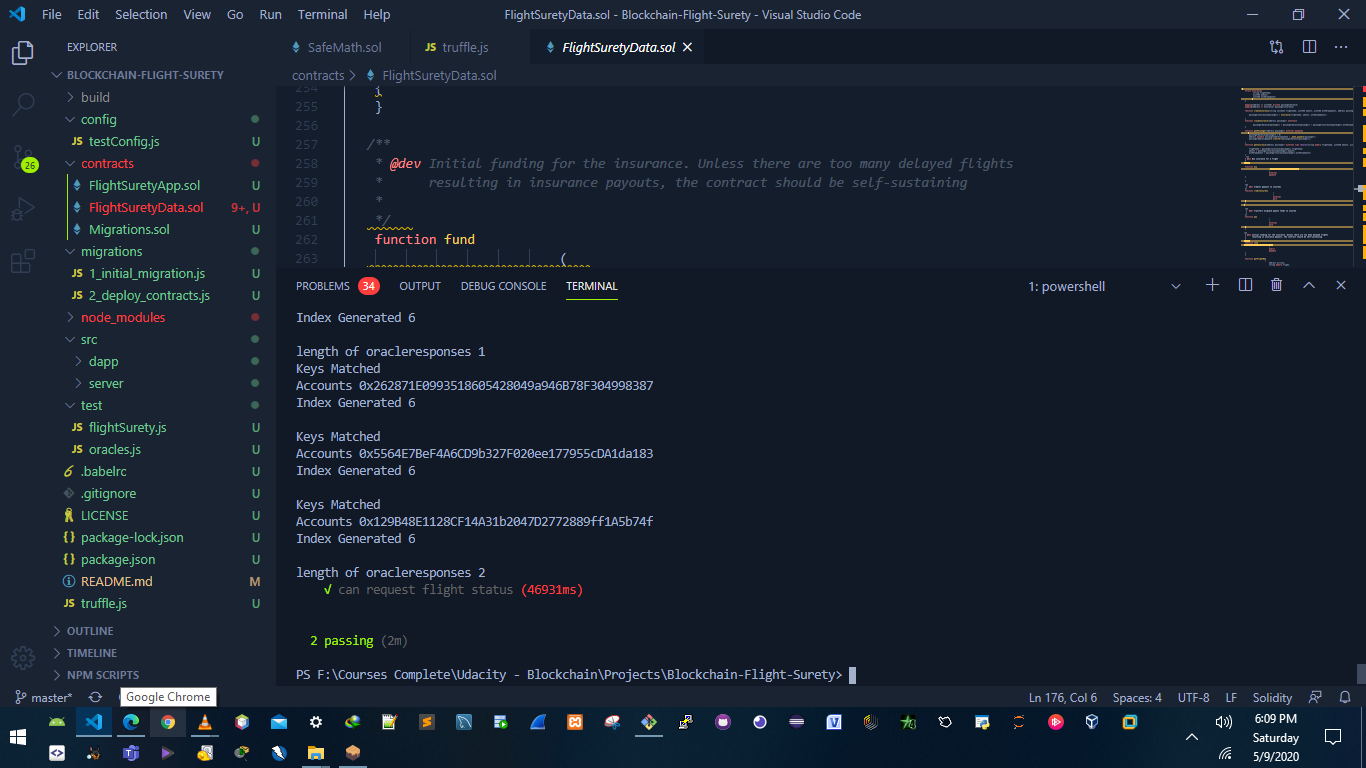 File Edit Selection View Go Run Terminal Help FlightSuretyData.sol - Blockchain-Flight-Surety - Visual Studio Code
EXPLORER
BLOCKCHAIN-FLIGHT-SURETY
build
config
JS testConfig.js U
contracts
FlightSuretyApp.sol U
FlightSuretyData.sol 9+, U
Migrations.sol U
migrations
JS 1_initial_migration.js U
JS 2_deploy_contracts.js U
node_modules
src
dapp
server
test
JS flightSurety.js U
JS oracles.js U
.babelrc U
.gitignore U
LICENSE U
{} package-lock.json U
{} package.json U
README.md M
JS truffle.js U
OUTLINE
TIMELINE
NPM SCRIPTS
26
SafeMath.sol JS truffle.js FlightSuretyData.sol
contracts > FlightSuretyData.sol
254 }
255 }
256
257 /**
258 * @dev Initial funding for the insurance. Unless there are too many delayed flights
259 * resulting in insurance payouts, the contract should be self-sustaining
260 *
261 */
262 function fund
263 (
PROBLEMS 34 OUTPUT DEBUG CONSOLE TERMINAL 1: powershell
Index Generated 6
length of oracleresponses 1
Keys Matched
Accounts 0x262871E0993518605428049a946B78F304998387
Index Generated 6
Keys Matched
Accounts 0x5564E7BeF4A6CD9b327F020ee177955cDA1da183
Index Generated 6
Keys Matched
Accounts 0x129B48E1128CF14A31b2047D2772889ff1A5b74f
Index Generated 6
length of oracleresponses 2
√ can request flight status (46931ms)
2 passing (2m)
PS F:\Courses Complete\Udacity - Blockchain\Projects\Blockchain-Flight-Surety>
master* Ln 176, Col 6 Spaces: 4 UTF-8 LF Solidity
Google Chrome
6:09 PM
Saturday
5/9/2020